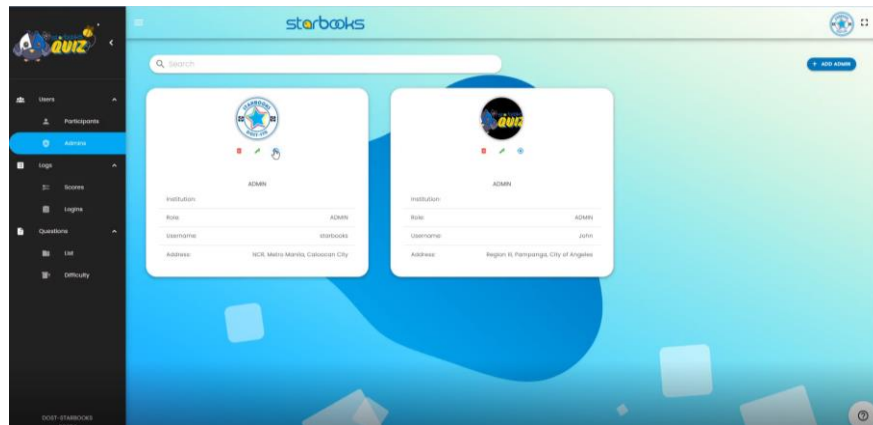 QUIZ
starbooks
Search
+ ADD ADMIN
Users
Participants
Admins
Logs
Scores
Logins
Questions
List
Difficulty
DOST-STARBOOKS
STARBOOKS
ADMIN
Institution:
Role: ADMIN
Username: starbooks
Address: NCR, Metro Manila, Caloocan City
QUIZ
ADMIN
Institution:
Role: ADMIN
Username: John
Address: Region III, Pampanga, City of Angeles